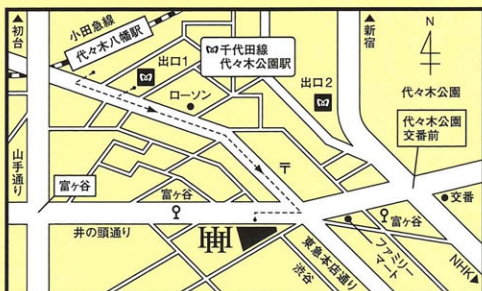 ▲初台
小田急線
代々木八幡駅
出口1
千代田線
代々木公園駅
▲新宿
N
代々木公園
出口2
ローソン
代々木公園
交番前
山手通り
富ヶ谷
富ヶ谷
〒
富ヶ谷
交番
井の頭通り
ファミリー
マート
東急本店通り
渋谷
NHK▲